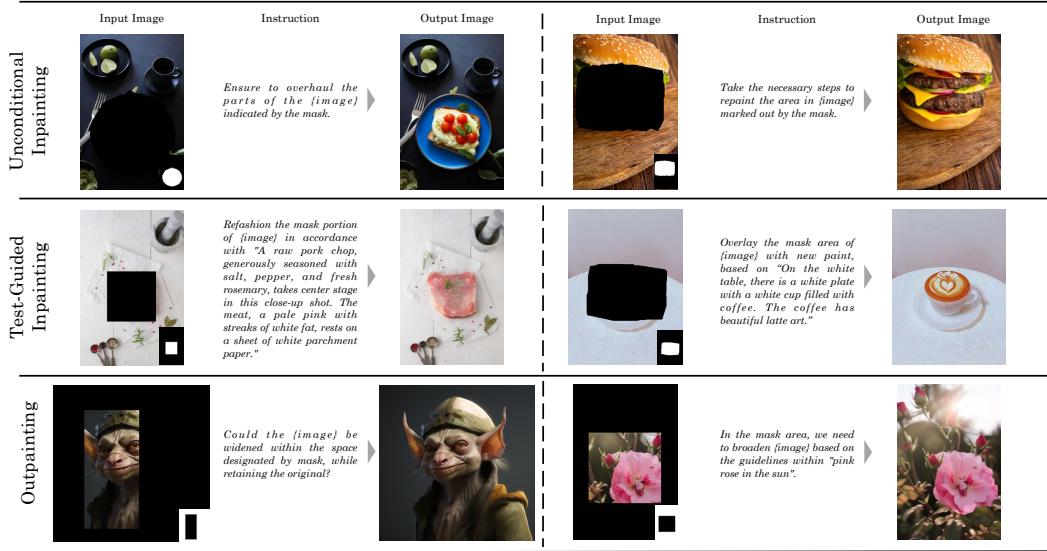 Input Image
Instruction
Output Image
Input Image
Instruction
Output Image
Unconditional
Inpainting
Ensure to overhaul the
parts of the {image}
indicated by the mask.
Take the necessary steps to
repaint the area in {image}
marked out by the mask.
Test-Guided
Inpainting
Refashion the mask portion
of {image} in accordance
with "A raw pork chop,
generously seasoned with
salt, pepper, and fresh
rosemary, takes center stage
in this close-up shot. The
meat, a pale pink with
streaks of white fat, rests on
a sheet of white parchment
paper."
Overlay the mask area of
{image} with new paint,
based on "On the white
table, there is a white plate
with a white cup filled with
coffee. The coffee has
beautiful latte art."
Outpainting
Could the {image} be
widened within the space
designated by mask, while
retaining the original?
In the mask area, we need
to broaden {image} based on
the guidelines within "pink
rose in the sun".